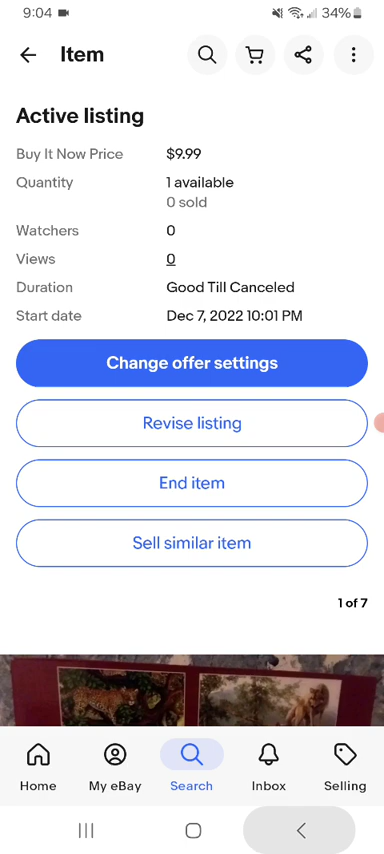 9:04 34%
Item
Active listing
Buy It Now Price $9.99
Quantity 1 available
0 sold
Watchers 0
Views 0
Duration Good Till Canceled
Start date Dec 7, 2022 10:01 PM
Change offer settings
Revise listing
End item
Sell similar item
1 of 7
Home My eBay Search Inbox Selling